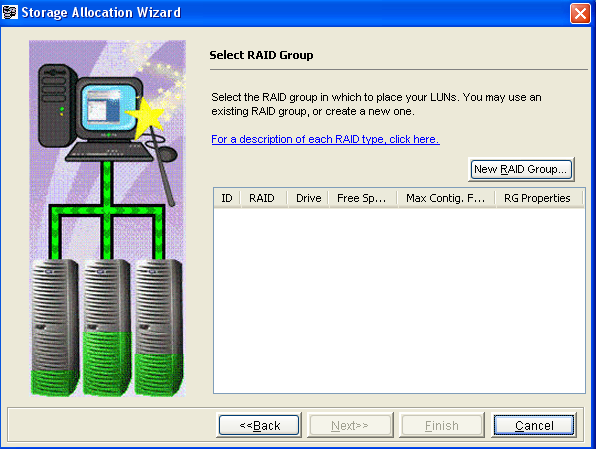 Storage Allocation Wizard
Select RAID Group
Select the RAID group in which to place your LUNs. You may use an
existing RAID group, or create a new one.
For a description of each RAID type, click here.
New RAID Group...
ID RAID Drive Free Sp... Max Contig. F... RG Properties
<<Back Next>> Finish Cancel